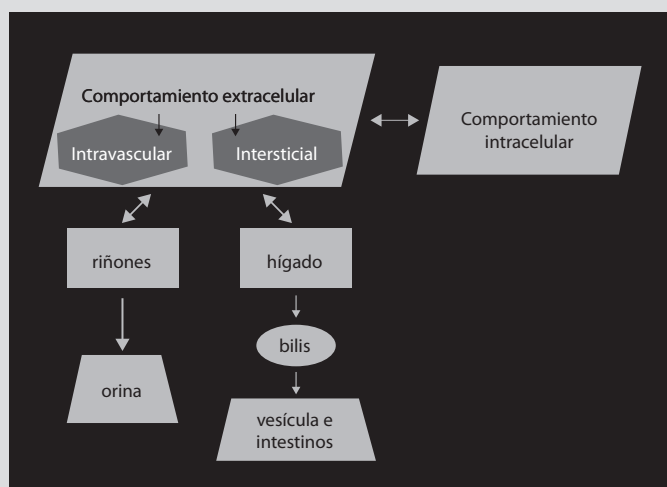 Comportamiento extracelular
Intravascular
Intersticial
Comportamiento
intracelular
riñones
hígado
bilis
orina
vesícula e
intestinos